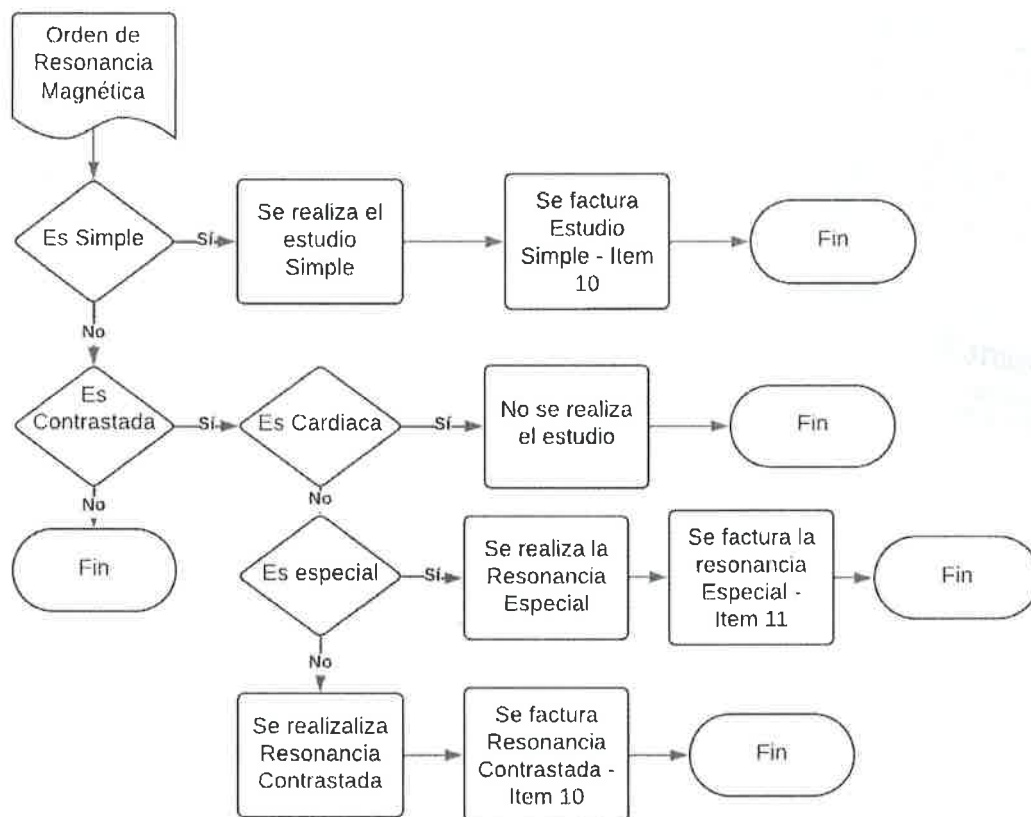 Orden de
Resonancia
Magnética
Es Simple
Sí
Se realiza el
estudio
Simple
Se factura
Estudio
Simple - Item
10
Fin
No
Es
Contrastada
Sí
Es Cardiaca
Sí
No se realiza
el estudio
Fin
No
Fin
No
Es especial
Sí
Se realiza la
Resonancia
Especial
Se factura la
resonancia
Especial -
Item 11
Fin
No
Se realizaliza
Resonancia
Contrastada
Se factura
Resonancia
Contrastada -
Item 10
Fin